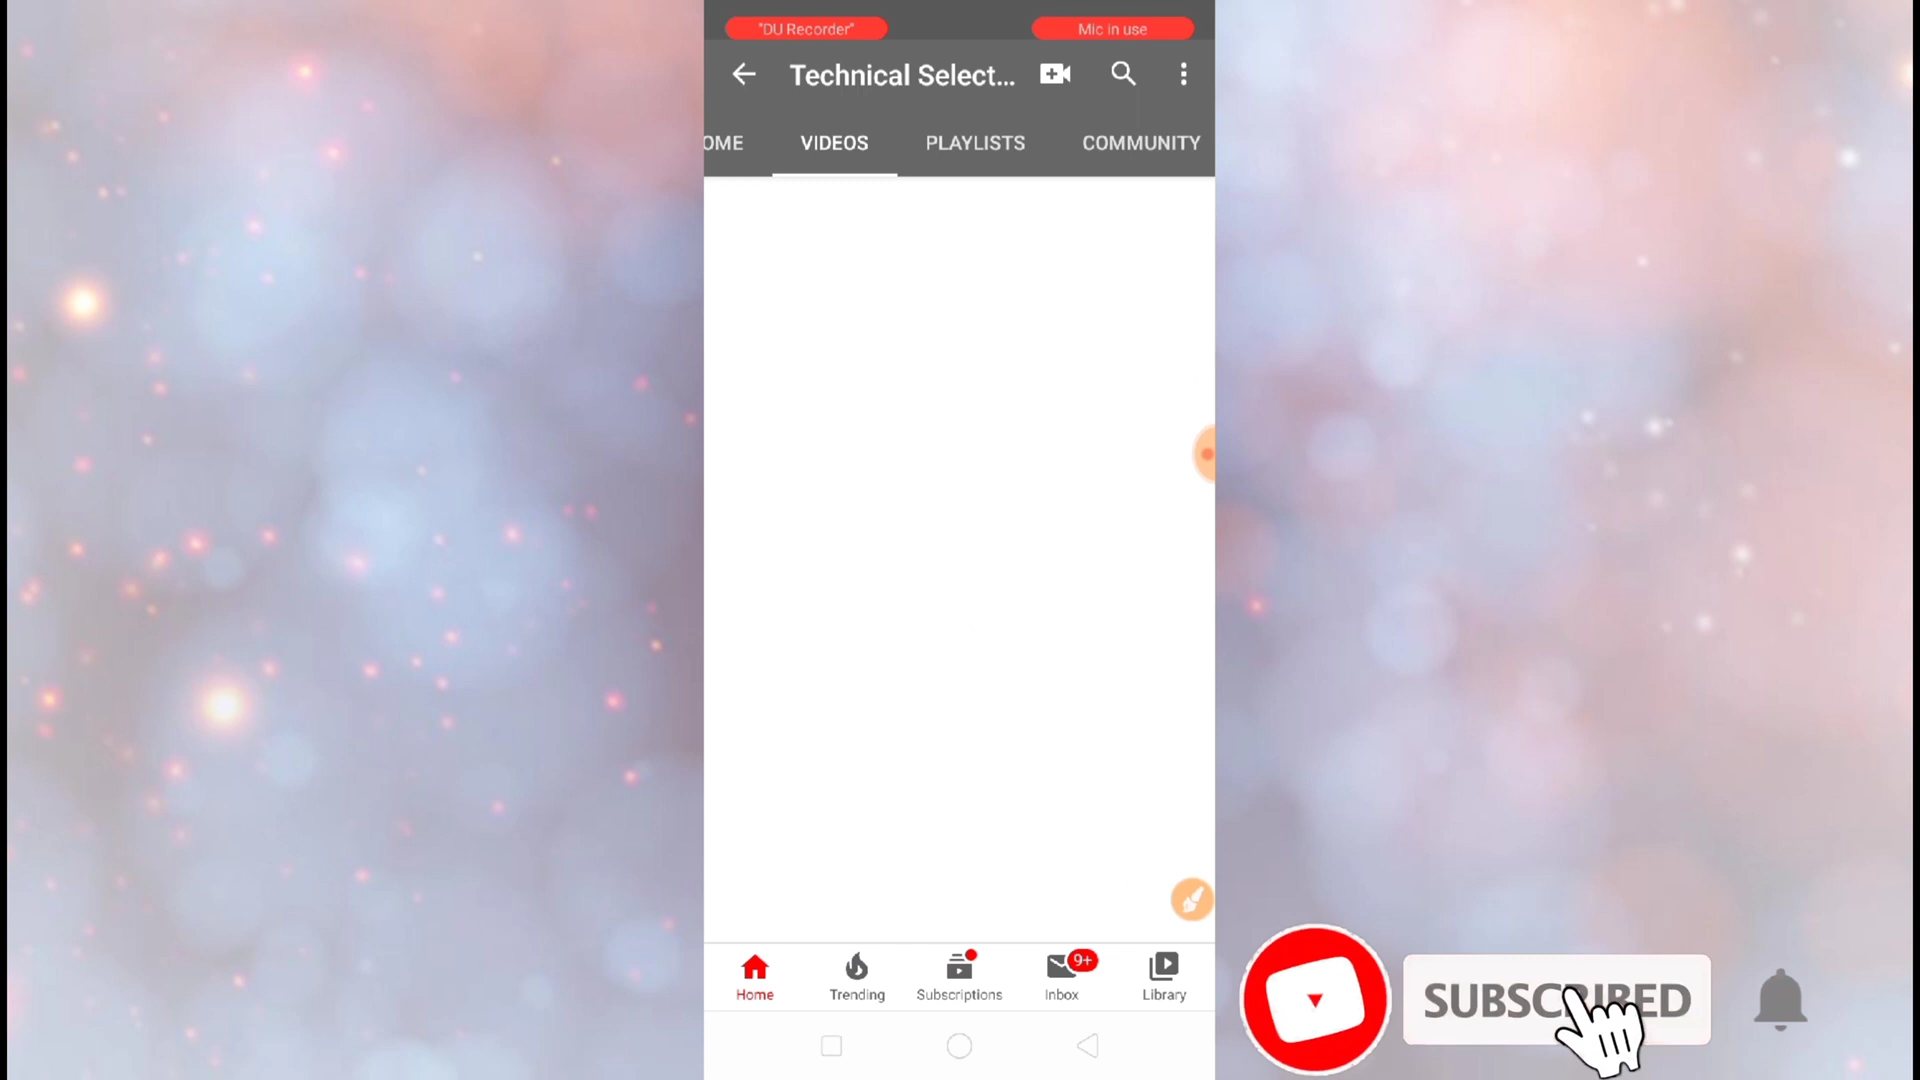 "DU Recorder" Mic in use
Technical Select...
OME VIDEOS PLAYLISTS COMMUNITY
Home Trending Subscriptions 9+ Inbox Library
SUBSCRIBED